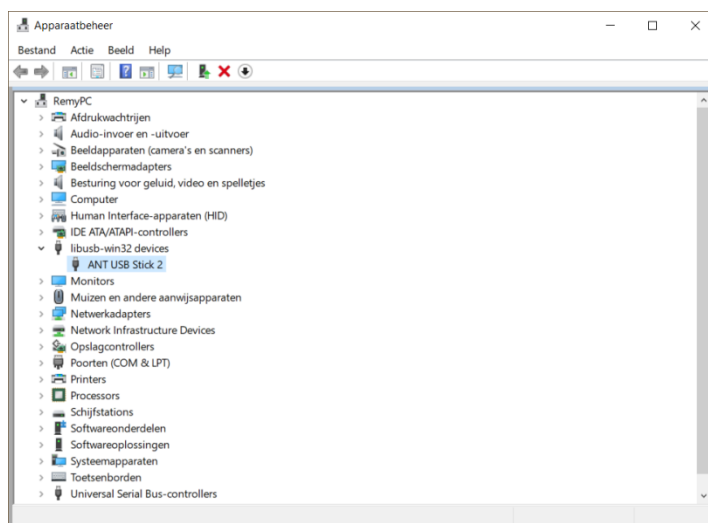 Apparaatbeheer
Bestand Actie Beeld Help
RemyPC
Afdrukwachtrijen
Audio-invoer en -uitvoer
Beeldapparaten (camera's en scanners)
Beeldschermadapters
Besturing voor geluid, video en spelletjes
Computer
Human Interface-apparaten (HID)
IDE ATA/ATAPI-controllers
libusb-win32 devices
ANT USB Stick 2
Monitors
Muizen en andere aanwijsapparaten
Netwerkadapters
Network Infrastructure Devices
Opslagcontrollers
Poorten (COM & LPT)
Printers
Processors
Schijfstations
Softwareonderdelen
Softwareoplossingen
Systeemapparaten
Toetsenborden
Universal Serial Bus-controllers